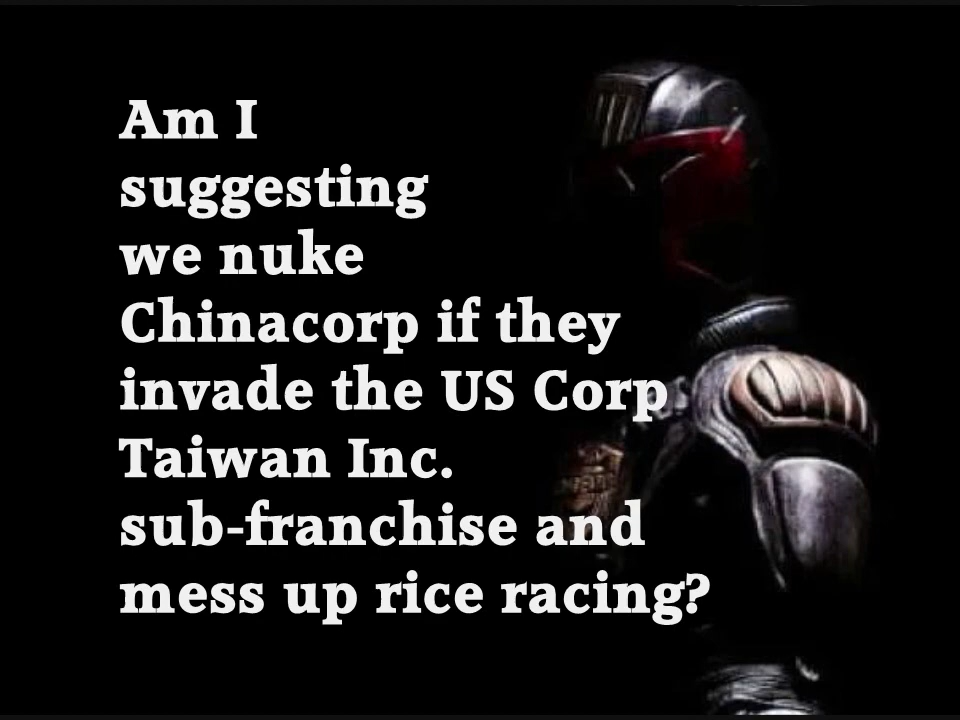 Am I
suggesting
we nuke
Chinacorp if they
invade the US Corp
Taiwan Inc.
sub-franchise and
mess up rice racing?